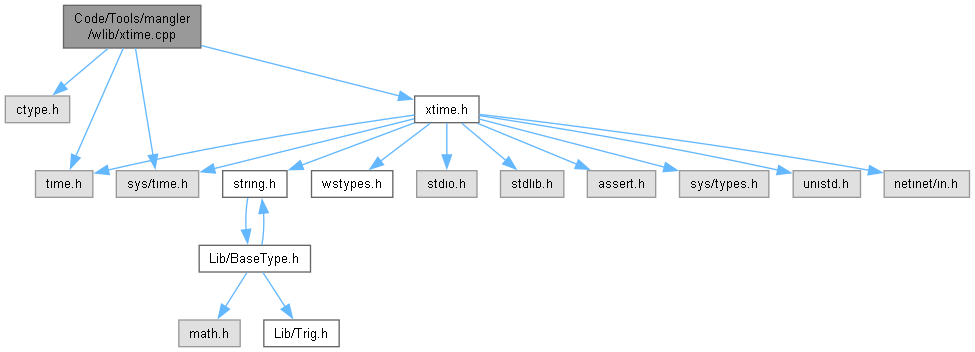 Code/Tools/mangler
/wlib/xtime.cpp
ctype.h
xtime.h
time.h
sys/time.h
string.h
wstypes.h
stdio.h
stdlib.h
assert.h
sys/types.h
unistd.h
netinet/in.h
Lib/BaseType.h
math.h
Lib/Trig.h